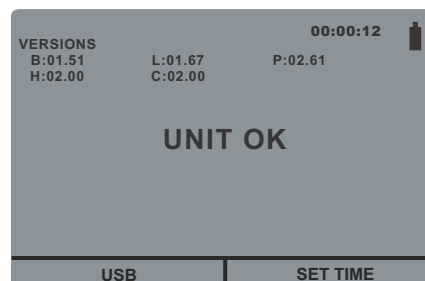 00:00:12
VERSIONS
B:01.51 L:01.67 P:02.61
H:02.00 C:02.00
UNIT OK
USB SET TIME